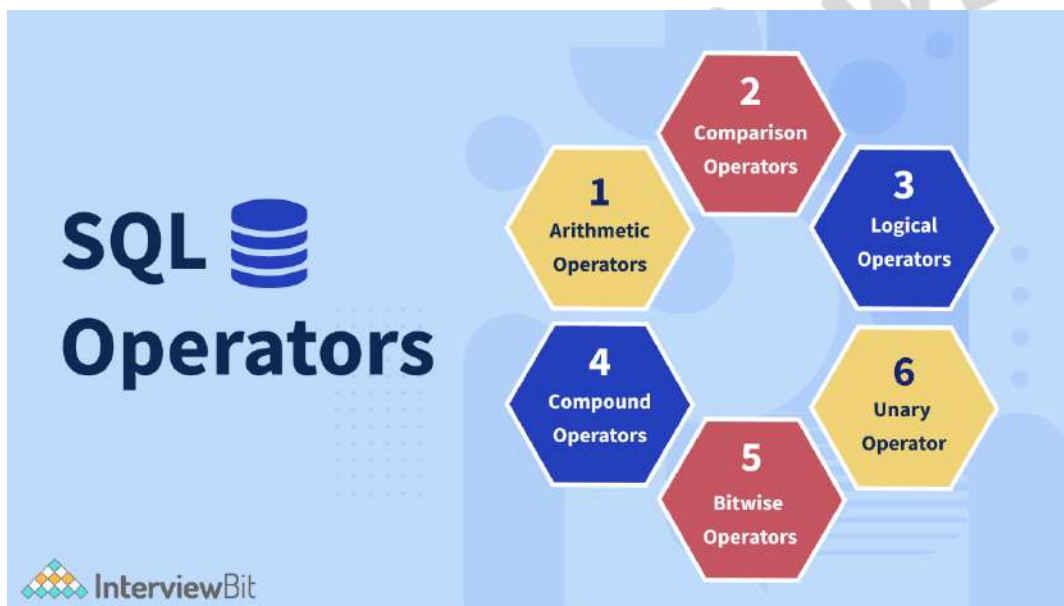 SQL
Operators
1
Arithmetic
Operators
2
Comparison
Operators
3
Logical
Operators
4
Compound
Operators
5
Bitwise
Operators
6
Unary
Operator
InterviewBit